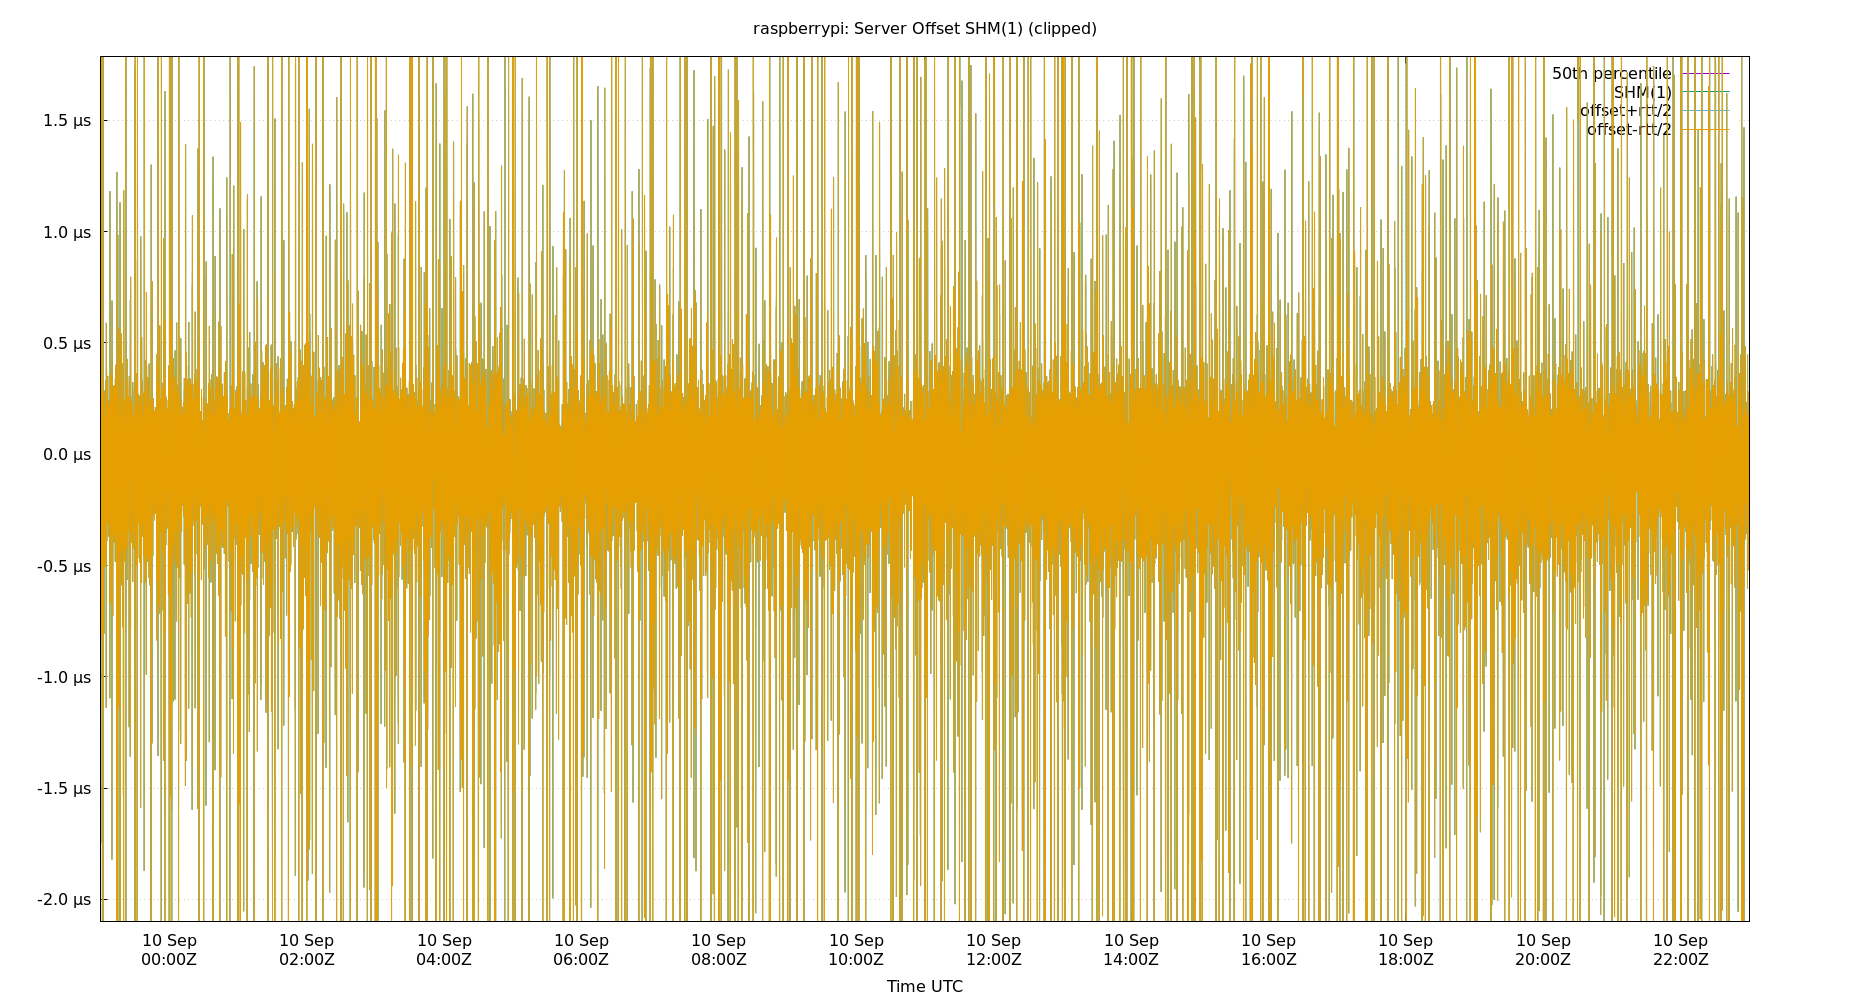 raspberrypi: Server Offset SHM(1) (clipped)
50th percentile
SHM(1)
offset+rtt/2
offset-rtt/2
1.5 µs
1.0 µs
0.5 µs
0.0 µs
-0.5 µs
-1.0 µs
-1.5 µs
-2.0 µs
10 Sep 10 Sep 10 Sep 10 Sep 10 Sep 10 Sep 10 Sep 10 Sep 10 Sep 10 Sep 10 Sep 10 Sep
00:00Z 02:00Z 04:00Z 06:00Z 08:00Z 10:00Z 12:00Z 14:00Z 16:00Z 18:00Z 20:00Z 22:00Z
Time UTC